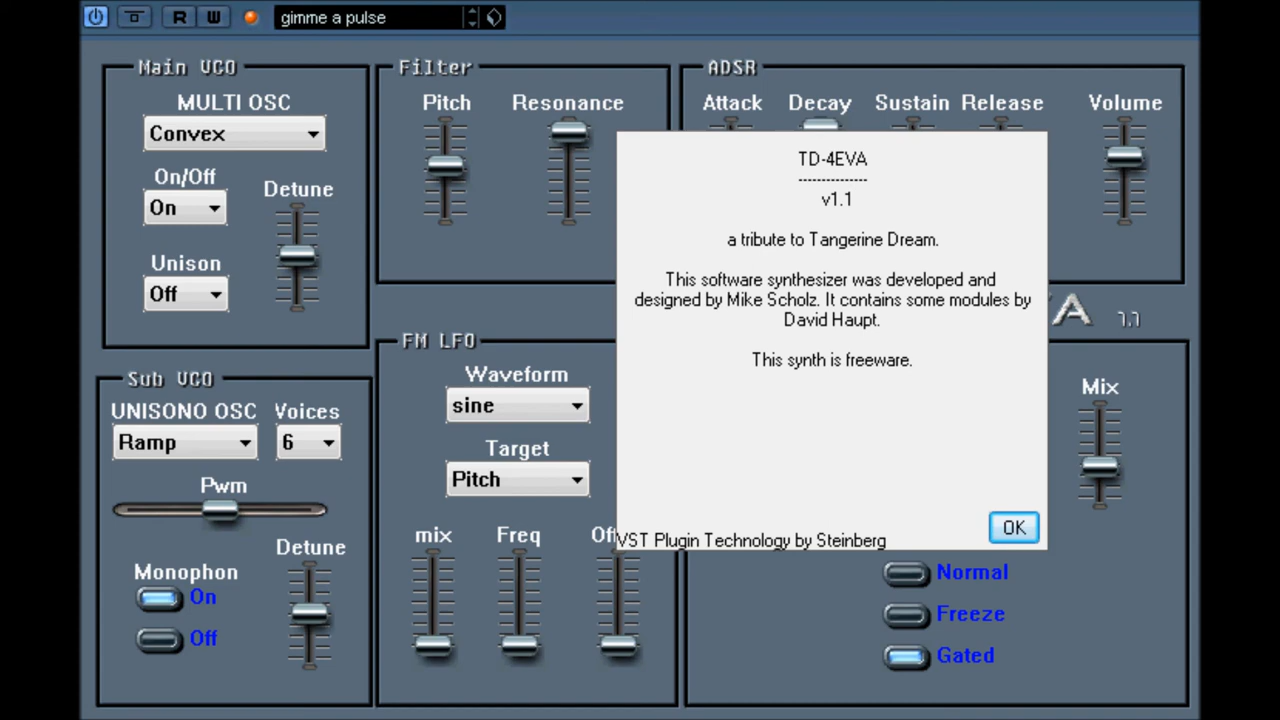 R W gimme a pulse
Main VCO
MULTI OSC
Convex
On/Off
On
Detune
Unison
Off
Filter
Pitch Resonance
ADSR
Attack Decay Sustain Release Volume
TD-4EVA
---------------
v1.1
a tribute to Tangerine Dream.
This software synthesizer was developed and
designed by Mike Scholz. It contains some modules by
David Haupt.
This synth is freeware.
OK
VST Plugin Technology by Steinberg
A 1.1
Sub VCO
UNISONO OSC Voices
Ramp 6
Pwm
Detune
Monophon
On
Off
FM LFO
Waveform
sine
Target
Pitch
mix Freq Off
Mix
Normal
Freeze
Gated